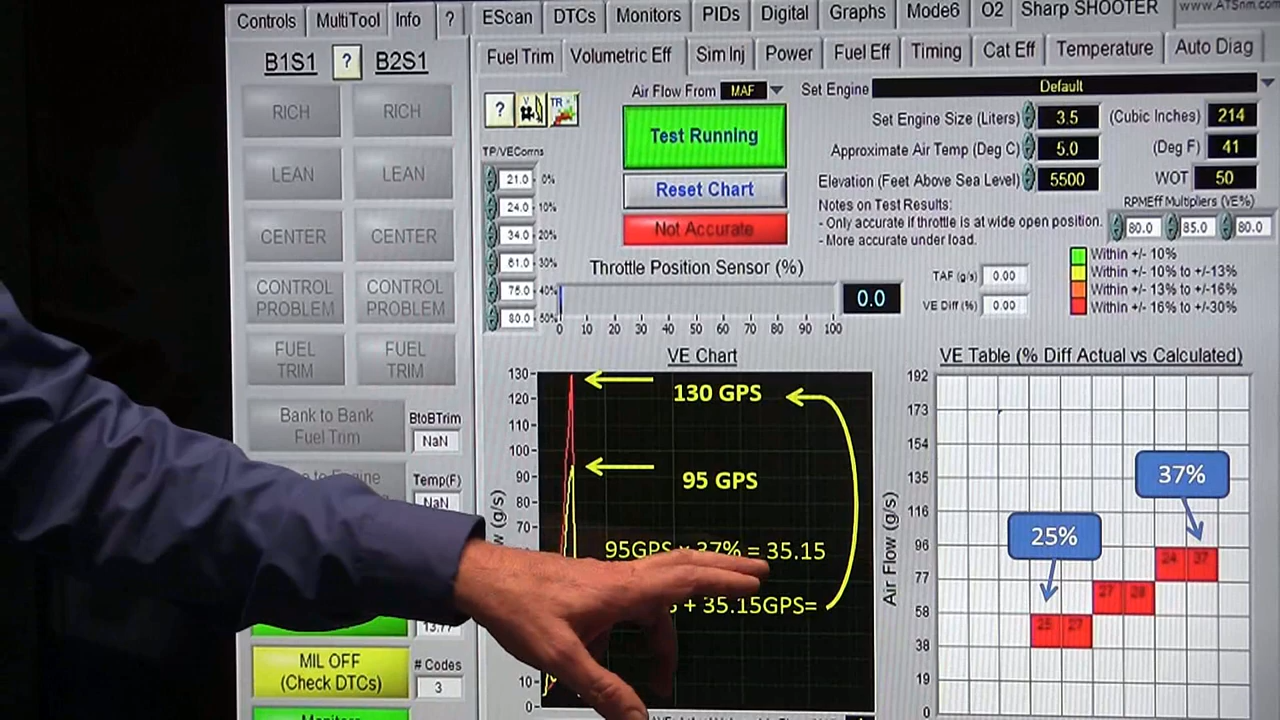 Controls MultiTool Info ? EScan DTCs Monitors PIDs Digital Graphs Mode6 O2 Sharp SHOOTER www.ATSnm.com
Fuel Trim Volumetric Eff Sim Inj Power Fuel Eff Timing Cat Eff Temperature Auto Diag
B1S1 ? B2S1
RICH RICH
LEAN LEAN
CENTER CENTER
CONTROL PROBLEM CONTROL PROBLEM
FUEL TRIM FUEL TRIM
Bank to Bank Fuel Trim
BtoBTrim
NaN
Temp(F)
NaN
MIL OFF
(Check DTCs)
# Codes
3
Monitors
? V TR
Air Flow From MAF
Test Running
Reset Chart
Not Accurate
Set Engine Default
Set Engine Size (Liters) 3.5 (Cubic Inches) 214
Approximate Air Temp (Deg C) 5.0 (Deg F) 41
Elevation (Feet Above Sea Level) 5500 WOT 50
Notes on Test Results:
- Only accurate if throttle is at wide open position.
- More accurate under load.
RPMEff Multipliers (VE%)
80.0 85.0 80.0
TP/VECorrns
21.0 0%
24.0 10%
34.0 20%
61.0 30%
75.0 40%
80.0 50%
Throttle Position Sensor (%)
0.0
0 10 20 30 40 50 60 70 80 90 100
TAF (g/s) 0.00
VE Diff (%) 0.00
Within +/- 10%
Within +/- 10% to +/-13%
Within +/- 13% to +/-16%
Within +/- 16% to +/-30%
VE Chart
130
120
110
100
90
80
70
10
0
130 GPS
95 GPS
95GPS x 37% = 35.15
+ 35.15GPS=
VE Table (% Diff Actual vs Calculated)
Air Flow (g/s)
192
173
154
135
116
96
77
58
38
19
0
37%
25%
24 37
27 28
25 27